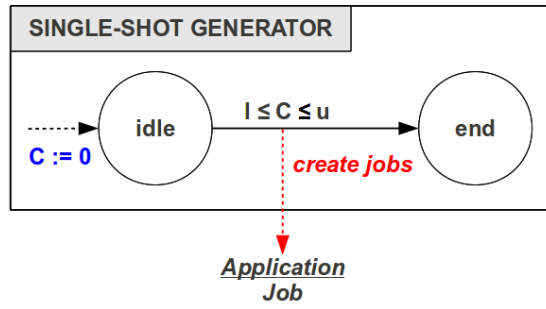 SINGLE-SHOT GENERATOR
l ≤ C ≤ u
idle
end
C := 0
create jobs
Application
Job